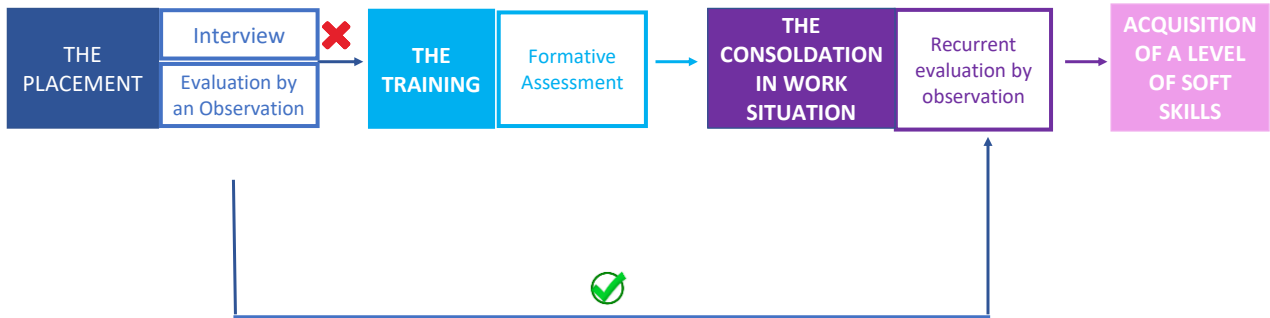 THE
PLACEMENT
Interview
Evaluation by
an Observation
THE
TRAINING
Formative
Assessment
THE
CONSOLDATION
IN WORK
SITUATION
Recurrent
evaluation by
observation
ACQUISITION
OF A LEVEL
OF SOFT
SKILLS